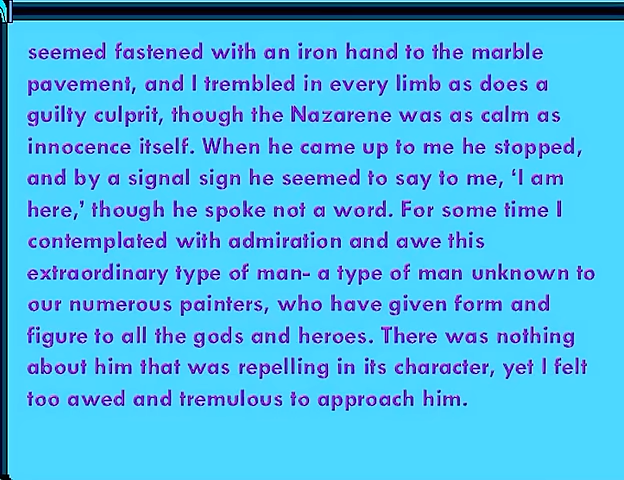 seemed fastened with an iron hand to the marble
pavement, and I trembled in every limb as does a
guilty culprit, though the Nazarene was as calm as
innocence itself. When he came up to me he stopped,
and by a signal sign he seemed to say to me, ‘I am
here,’ though he spoke not a word. For some time I
contemplated with admiration and awe this
extraordinary type of man- a type of man unknown to
our numerous painters, who have given form and
figure to all the gods and heroes. There was nothing
about him that was repelling in its character, yet I felt
too awed and tremulous to approach him.